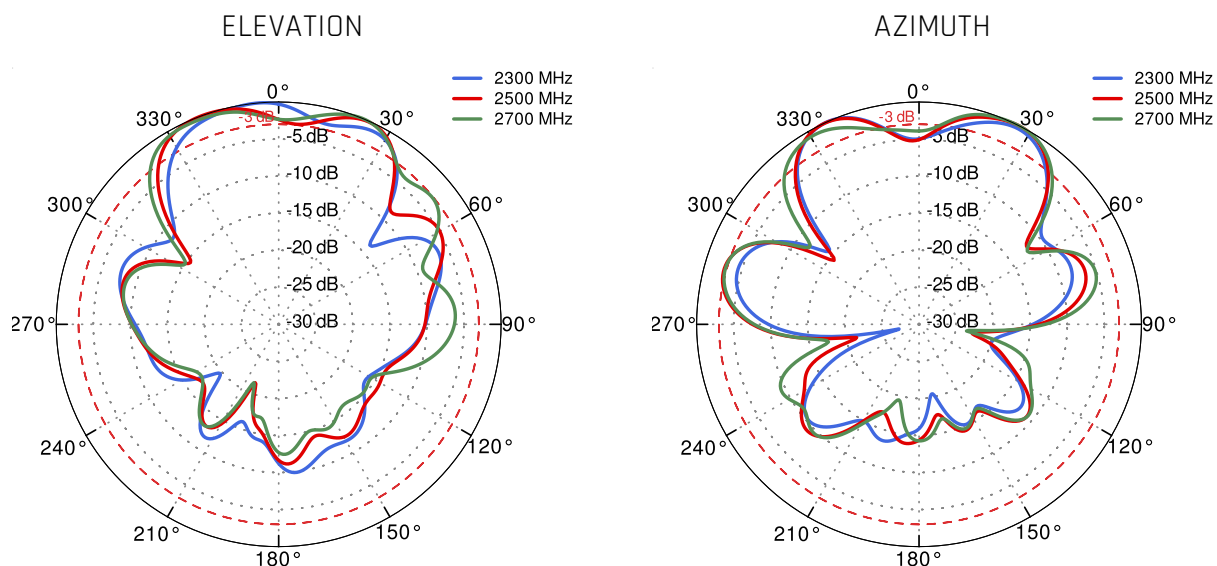 ELEVATION
2300 MHz
2500 MHz
2700 MHz
0°
30°
60°
90°
120°
150°
180°
210°
240°
270°
300°
330°
-3 dB
-5 dB
-10 dB
-15 dB
-20 dB
-25 dB
-30 dB
AZIMUTH
2300 MHz
2500 MHz
2700 MHz
0°
30°
60°
90°
120°
150°
180°
210°
240°
270°
300°
330°
-3 dB
-5 dB
-10 dB
-15 dB
-20 dB
-25 dB
-30 dB